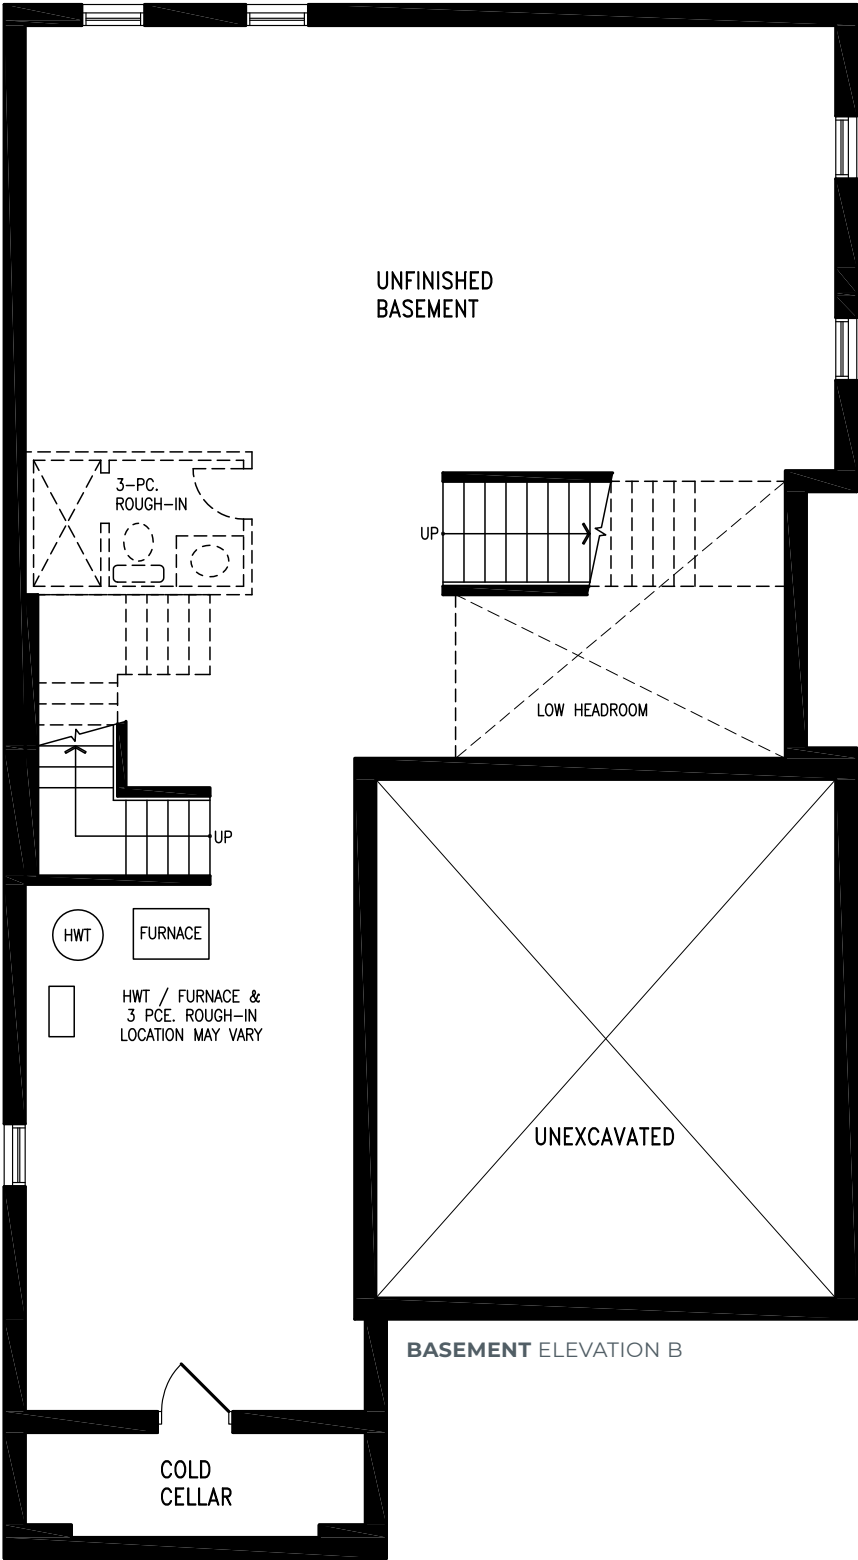 UNFINISHED
BASEMENT
3-PC.
ROUGH-IN
UP
LOW HEADROOM
UP
HWT
FURNACE
HWT / FURNACE &
3 PCE. ROUGH-IN
LOCATION MAY VARY
UNEXCAVATED
BASEMENT ELEVATION B
COLD
CELLAR